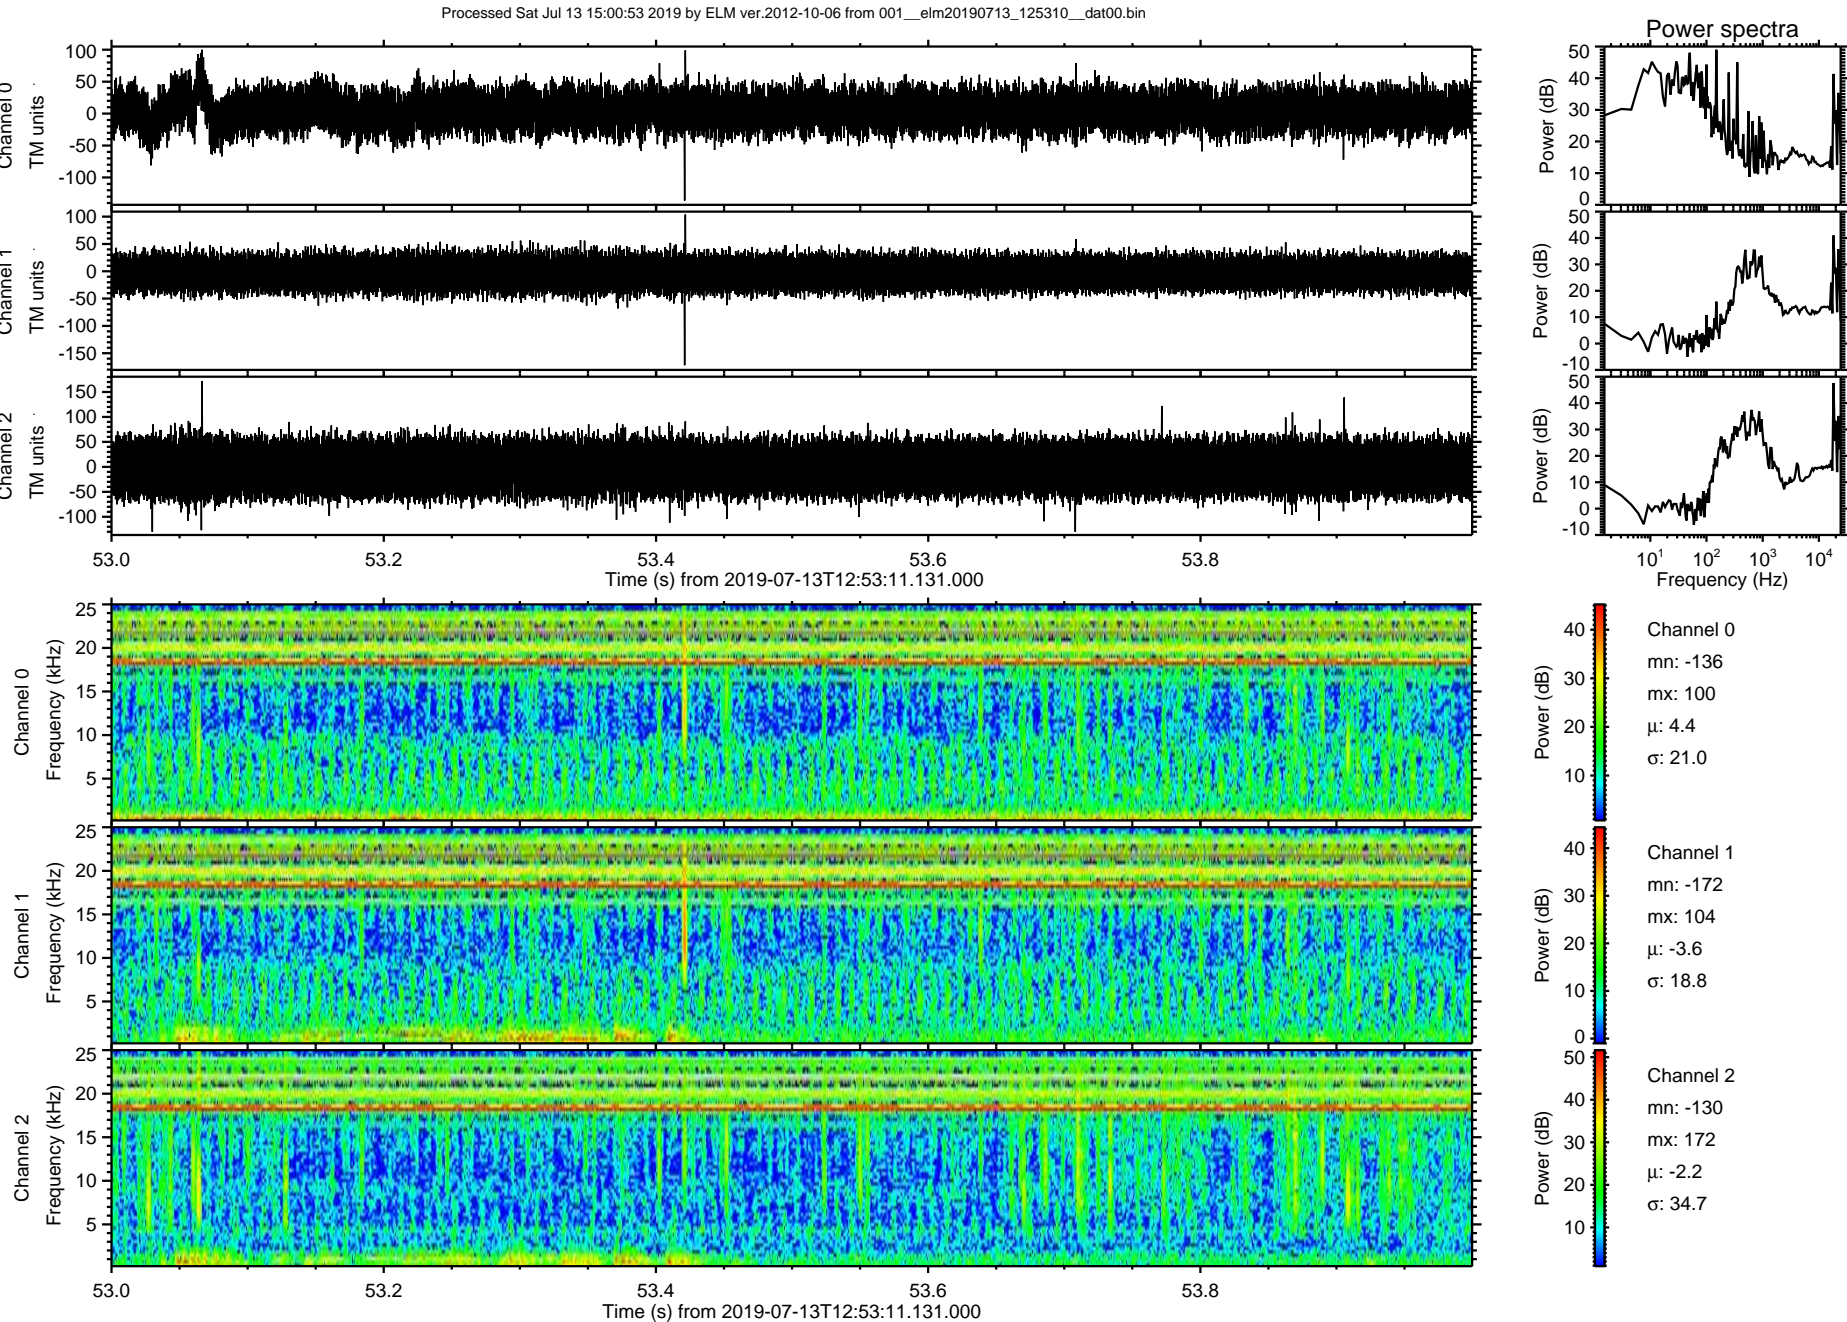 Processed Sat Jul 13 15:00:53 2019 by ELM ver.2012-10-06 from 001__elm20190713_125310__dat00.bin
Power spectra
Channel 0
TM units
100
50
0
-50
-100
Power (dB)
50
40
30
20
10
0
Channel 1
TM units
100
50
0
-50
-100
-150
Power (dB)
50
40
30
20
10
0
-10
Channel 2
TM units
150
100
50
0
-50
-100
Power (dB)
50
40
30
20
10
0
-10
53.0 53.2 53.4 53.6 53.8
Time (s) from 2019-07-13T12:53:11.131.000
10^1 10^2 10^3 10^4
Frequency (Hz)
Channel 0
Frequency (kHz)
25
20
15
10
5
Power (dB)
40
30
20
10
Channel 0
mn: -136
mx: 100
μ: 4.4
σ: 21.0
Channel 1
Frequency (kHz)
25
20
15
10
5
Power (dB)
40
30
20
10
0
Channel 1
mn: -172
mx: 104
μ: -3.6
σ: 18.8
Channel 2
Frequency (kHz)
25
20
15
10
5
Power (dB)
50
40
30
20
10
Channel 2
mn: -130
mx: 172
μ: -2.2
σ: 34.7
53.0 53.2 53.4 53.6 53.8
Time (s) from 2019-07-13T12:53:11.131.000